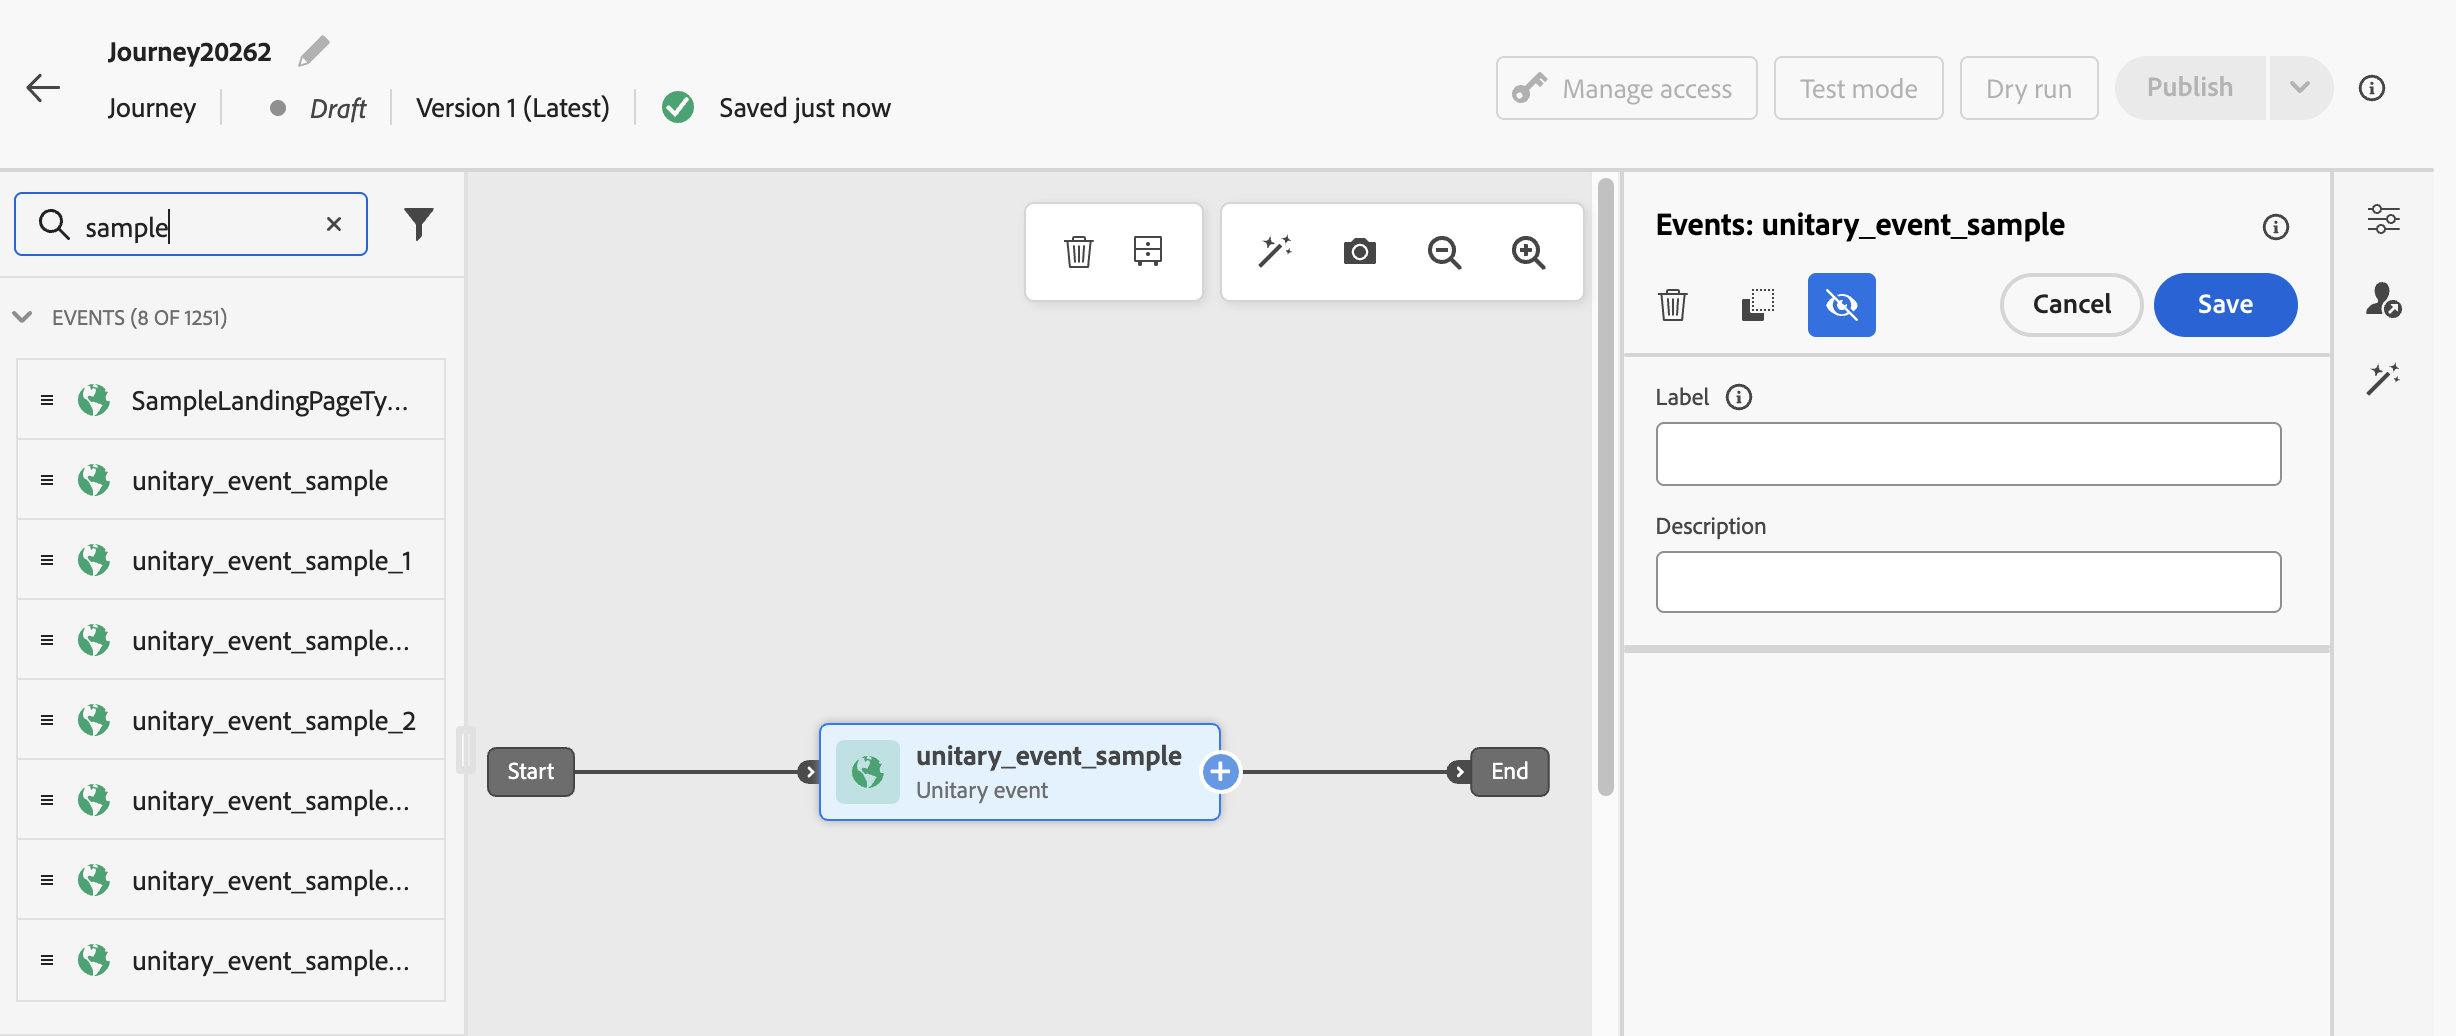 Journey20262
Journey
Draft
Version 1 (Latest)
Saved just now
Manage access
Test mode
Dry run
Publish
sample
EVENTS (8 OF 1251)
SampleLandingPageTy...
unitary_event_sample
unitary_event_sample_1
unitary_event_sample...
unitary_event_sample_2
unitary_event_sample...
unitary_event_sample...
unitary_event_sample...
Start
unitary_event_sample
Unitary event
End
Events: unitary_event_sample
Cancel
Save
Label
Description